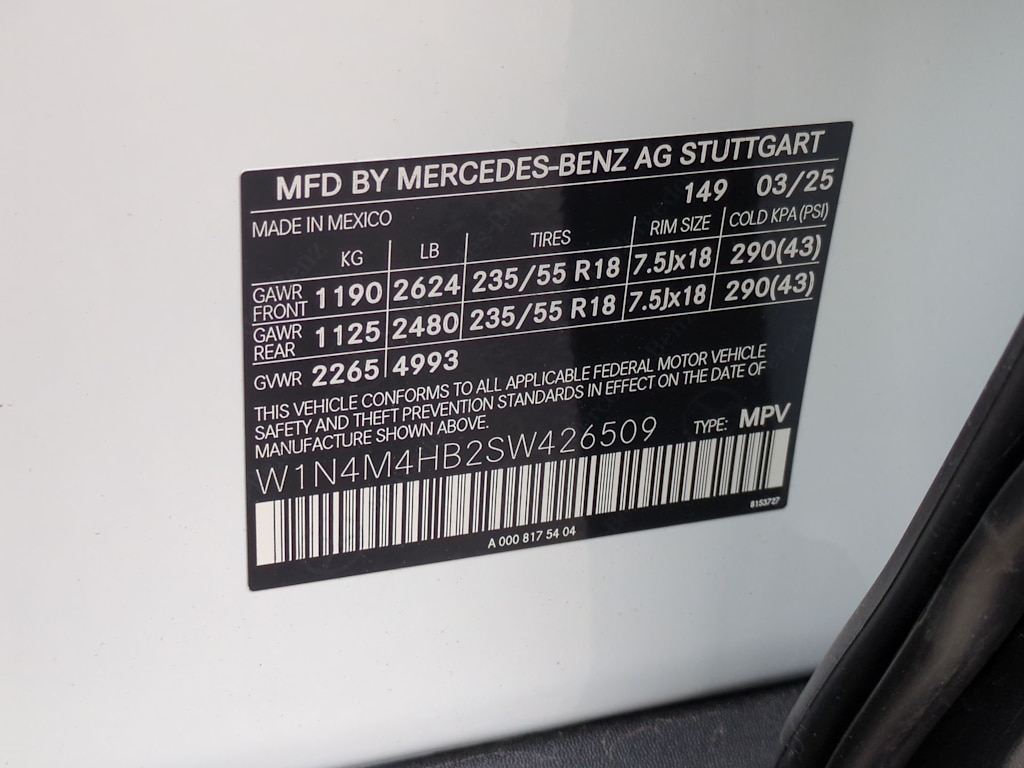 MFD BY MERCEDES-BENZ AG STUTTGART
149 03/25
MADE IN MEXICO
KG LB TIRES RIM SIZE COLD KPA (PSI)
GAWR FRONT 1190 2624 235/55 R18 7.5Jx18 290(43)
GAWR REAR 1125 2480 235/55 R18 7.5Jx18 290(43)
GVWR 2265 4993
THIS VEHICLE CONFORMS TO ALL APPLICABLE FEDERAL MOTOR VEHICLE
SAFETY AND THEFT PREVENTION STANDARDS IN EFFECT ON THE DATE OF
MANUFACTURE SHOWN ABOVE.
W1N4M4HB2SW426509 TYPE: MPV
A 000 817 54 04
8153727